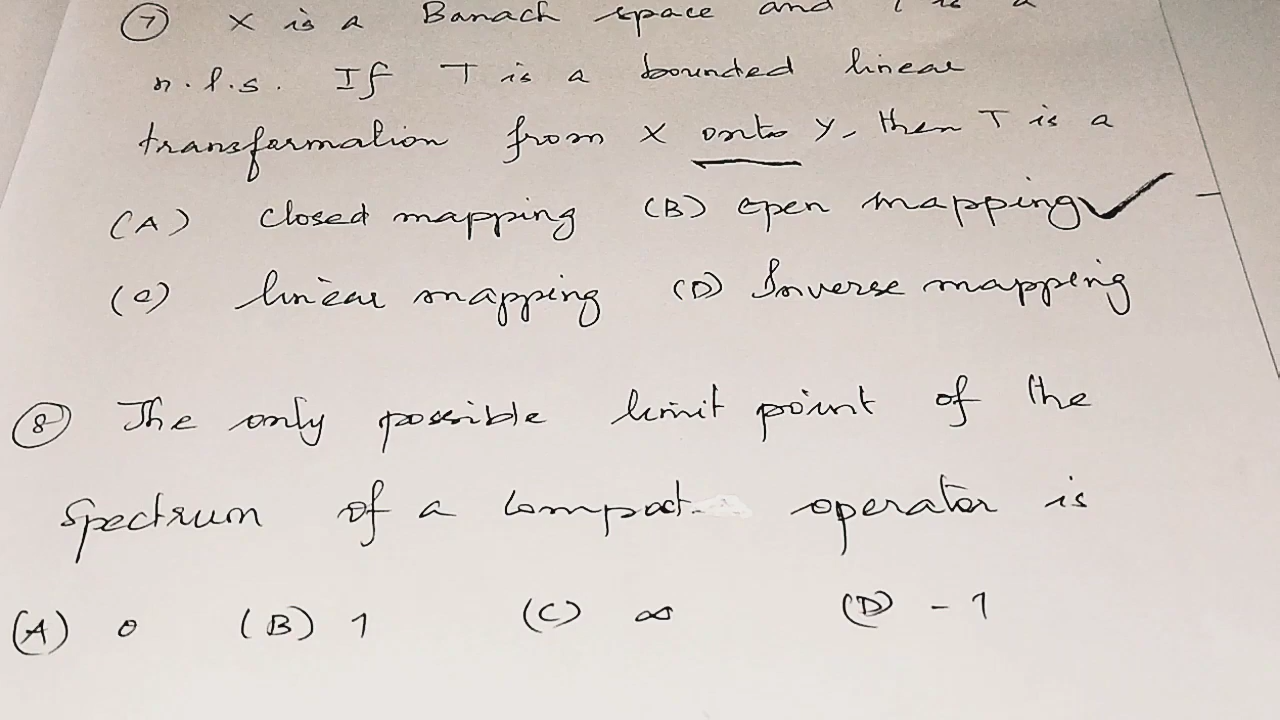 7 X is a Banach space and Y is a
n.l.s. If T is a bounded linear
transformation from X onto Y, then T is a
(A) closed mapping (B) open mapping ✓
(C) linear mapping (D) Inverse mapping
8 The only possible limit point of the
spectrum of a compact operator is
(A) 0 (B) 1 (C) ∞ (D) -1